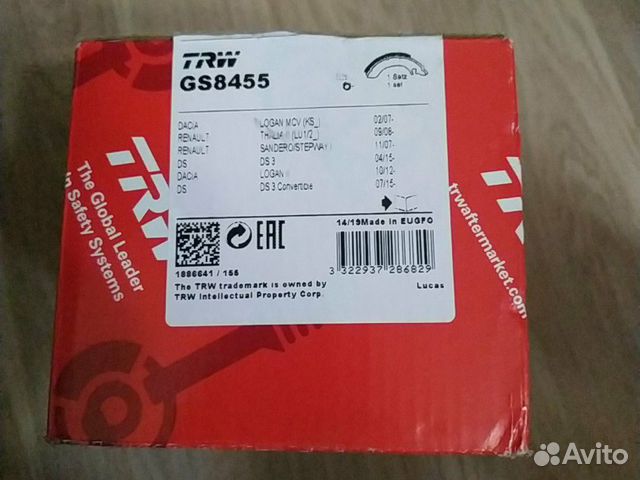 TRW
GS8455
1 Satz
1 set
DACIA LOGAN MCV (KS_) 02/07-
RENAULT THALIA II (LU1/2_) 09/08-
RENAULT SANDERO/STEPWAY I 11/07-
DS DS 3 04/15-
DACIA LOGAN II 10/12-
DS DS 3 Convertible 07/15-
14/19 Made in EUGFO
EAC
1886641 / 155
3 322937 286829
The TRW trademark is owned by
TRW Intellectual Property Corp.
Lucas
TRW
The Global Leader
in Safety Systems
TRW
trwaftermarket.com
Avito